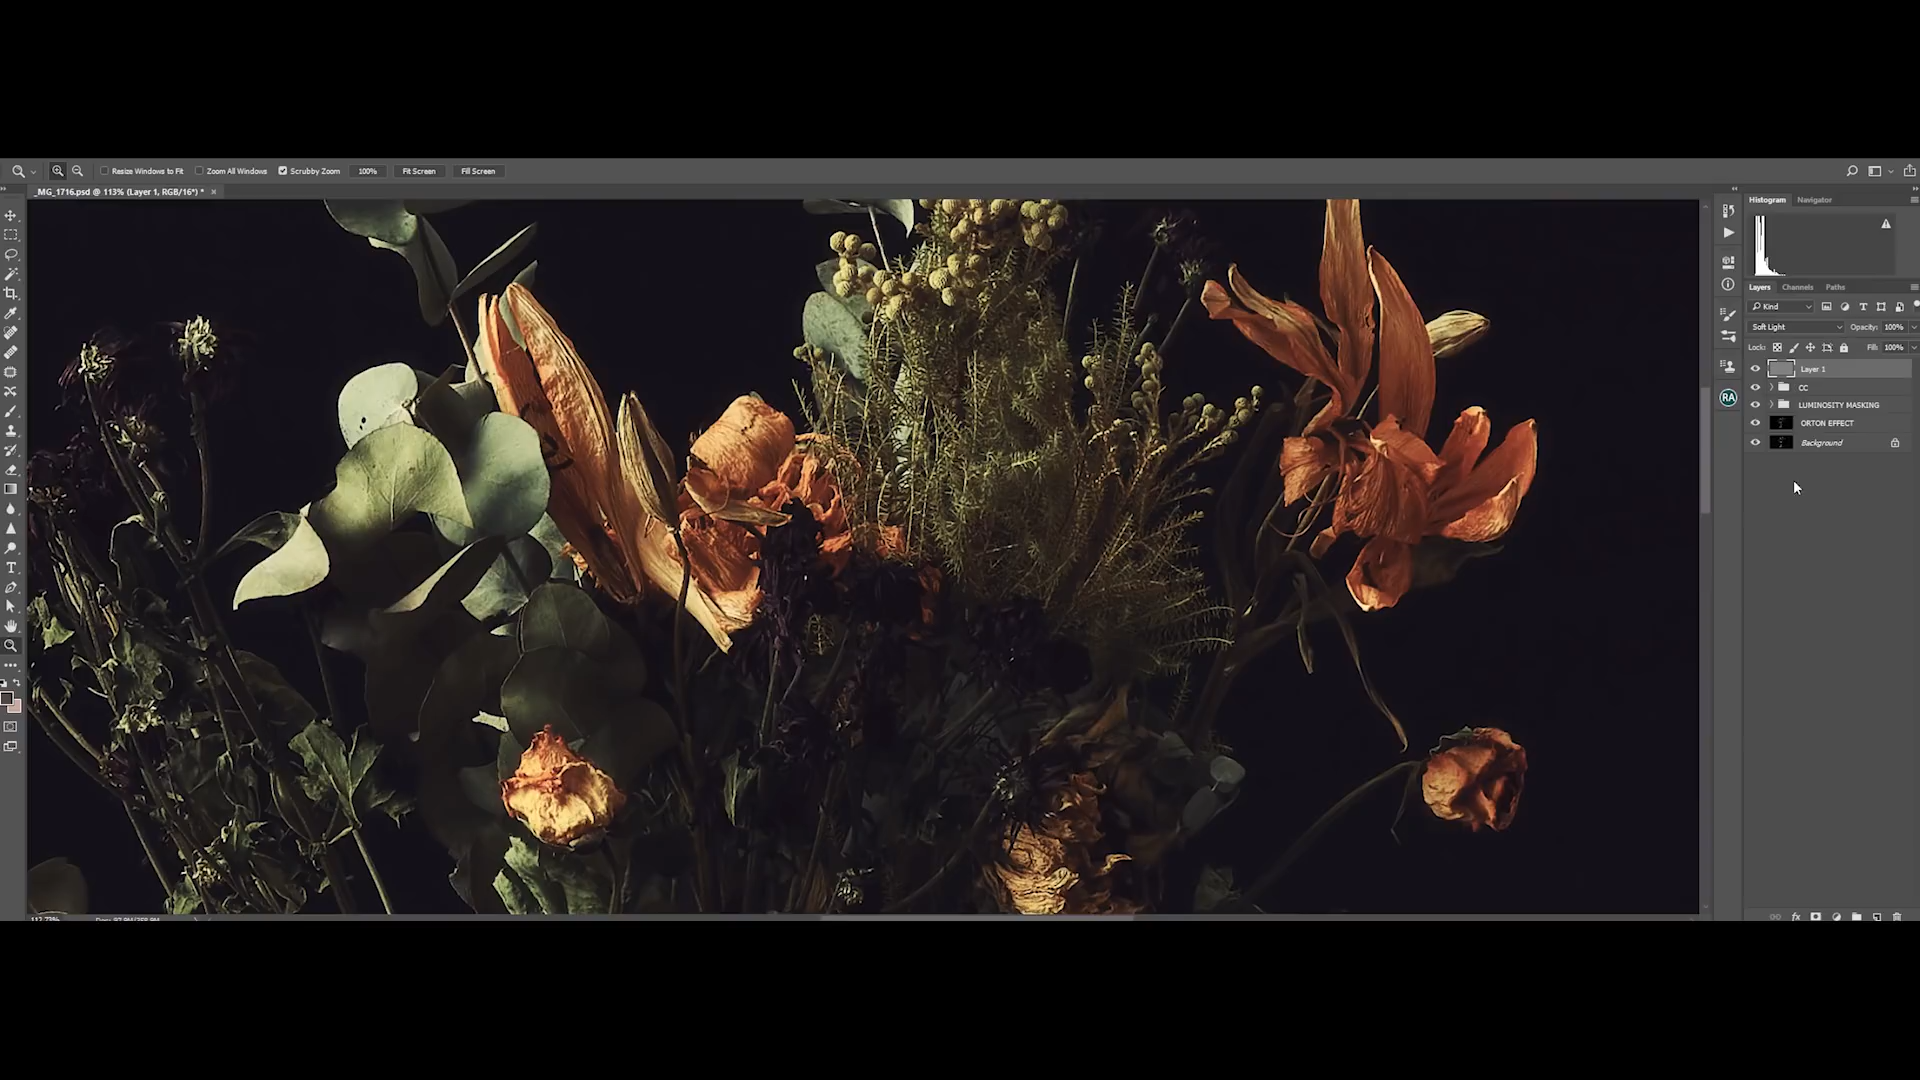 Resize Windows to Fit Zoom All Windows Scrubby Zoom 100% Fit Screen Fill Screen
_MG_1716.psd @ 113% (Layer 1, RGB/16*) *
Histogram Navigator
Layers Channels Paths
Kind
Soft Light Opacity: 100%
Lock: Fill: 100%
Layer 1
CC
LUMINOSITY MASKING
ORTON EFFECT
Background
RA
fx